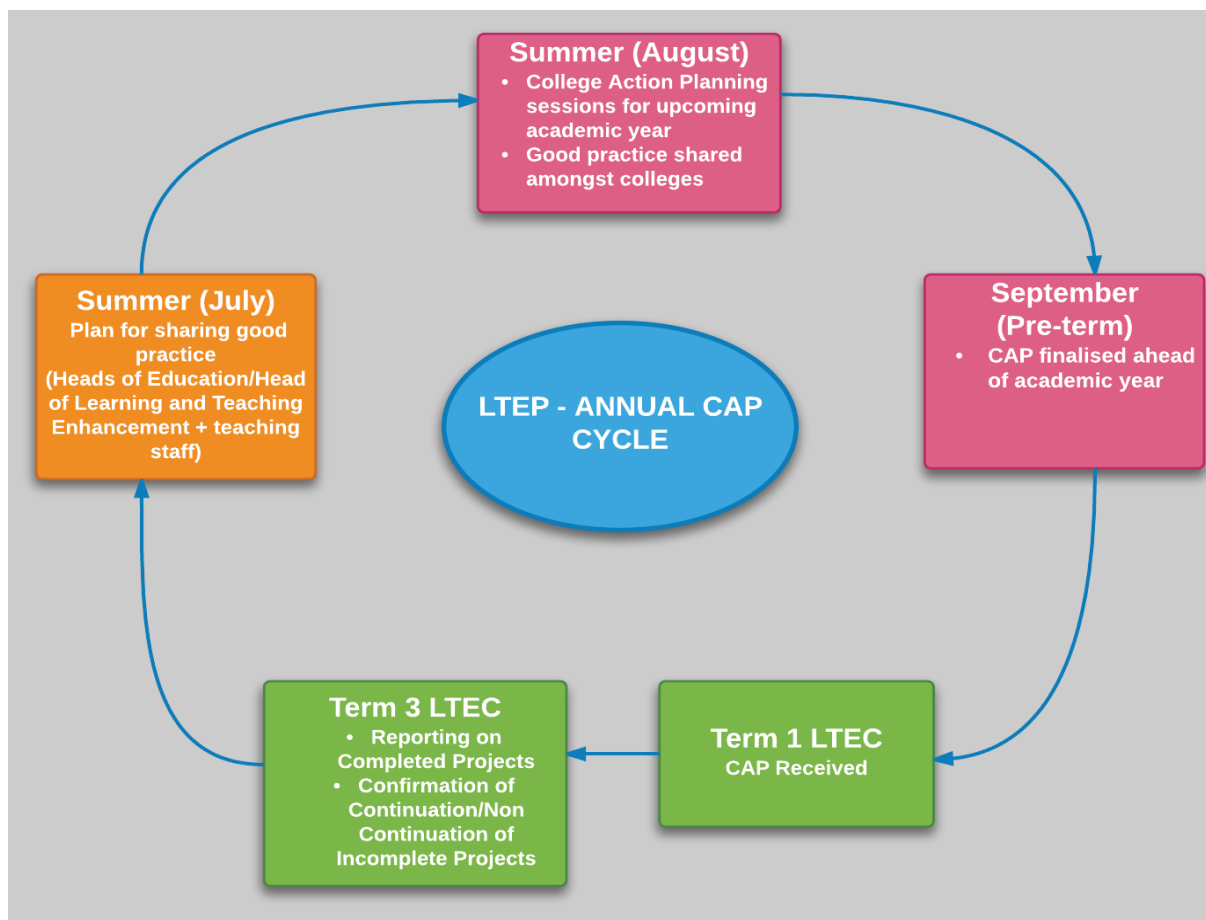 Summer (August)
• College Action Planning
sessions for upcoming
academic year
• Good practice shared
amongst colleges
Summer (July)
Plan for sharing good
practice
(Heads of Education/Head
of Learning and Teaching
Enhancement + teaching
staff)
September
(Pre-term)
• CAP finalised ahead
of academic year
LTEP - ANNUAL CAP
CYCLE
Term 3 LTEC
• Reporting on
Completed Projects
• Confirmation of
Continuation/Non
Continuation of
Incomplete Projects
Term 1 LTEC
CAP Received